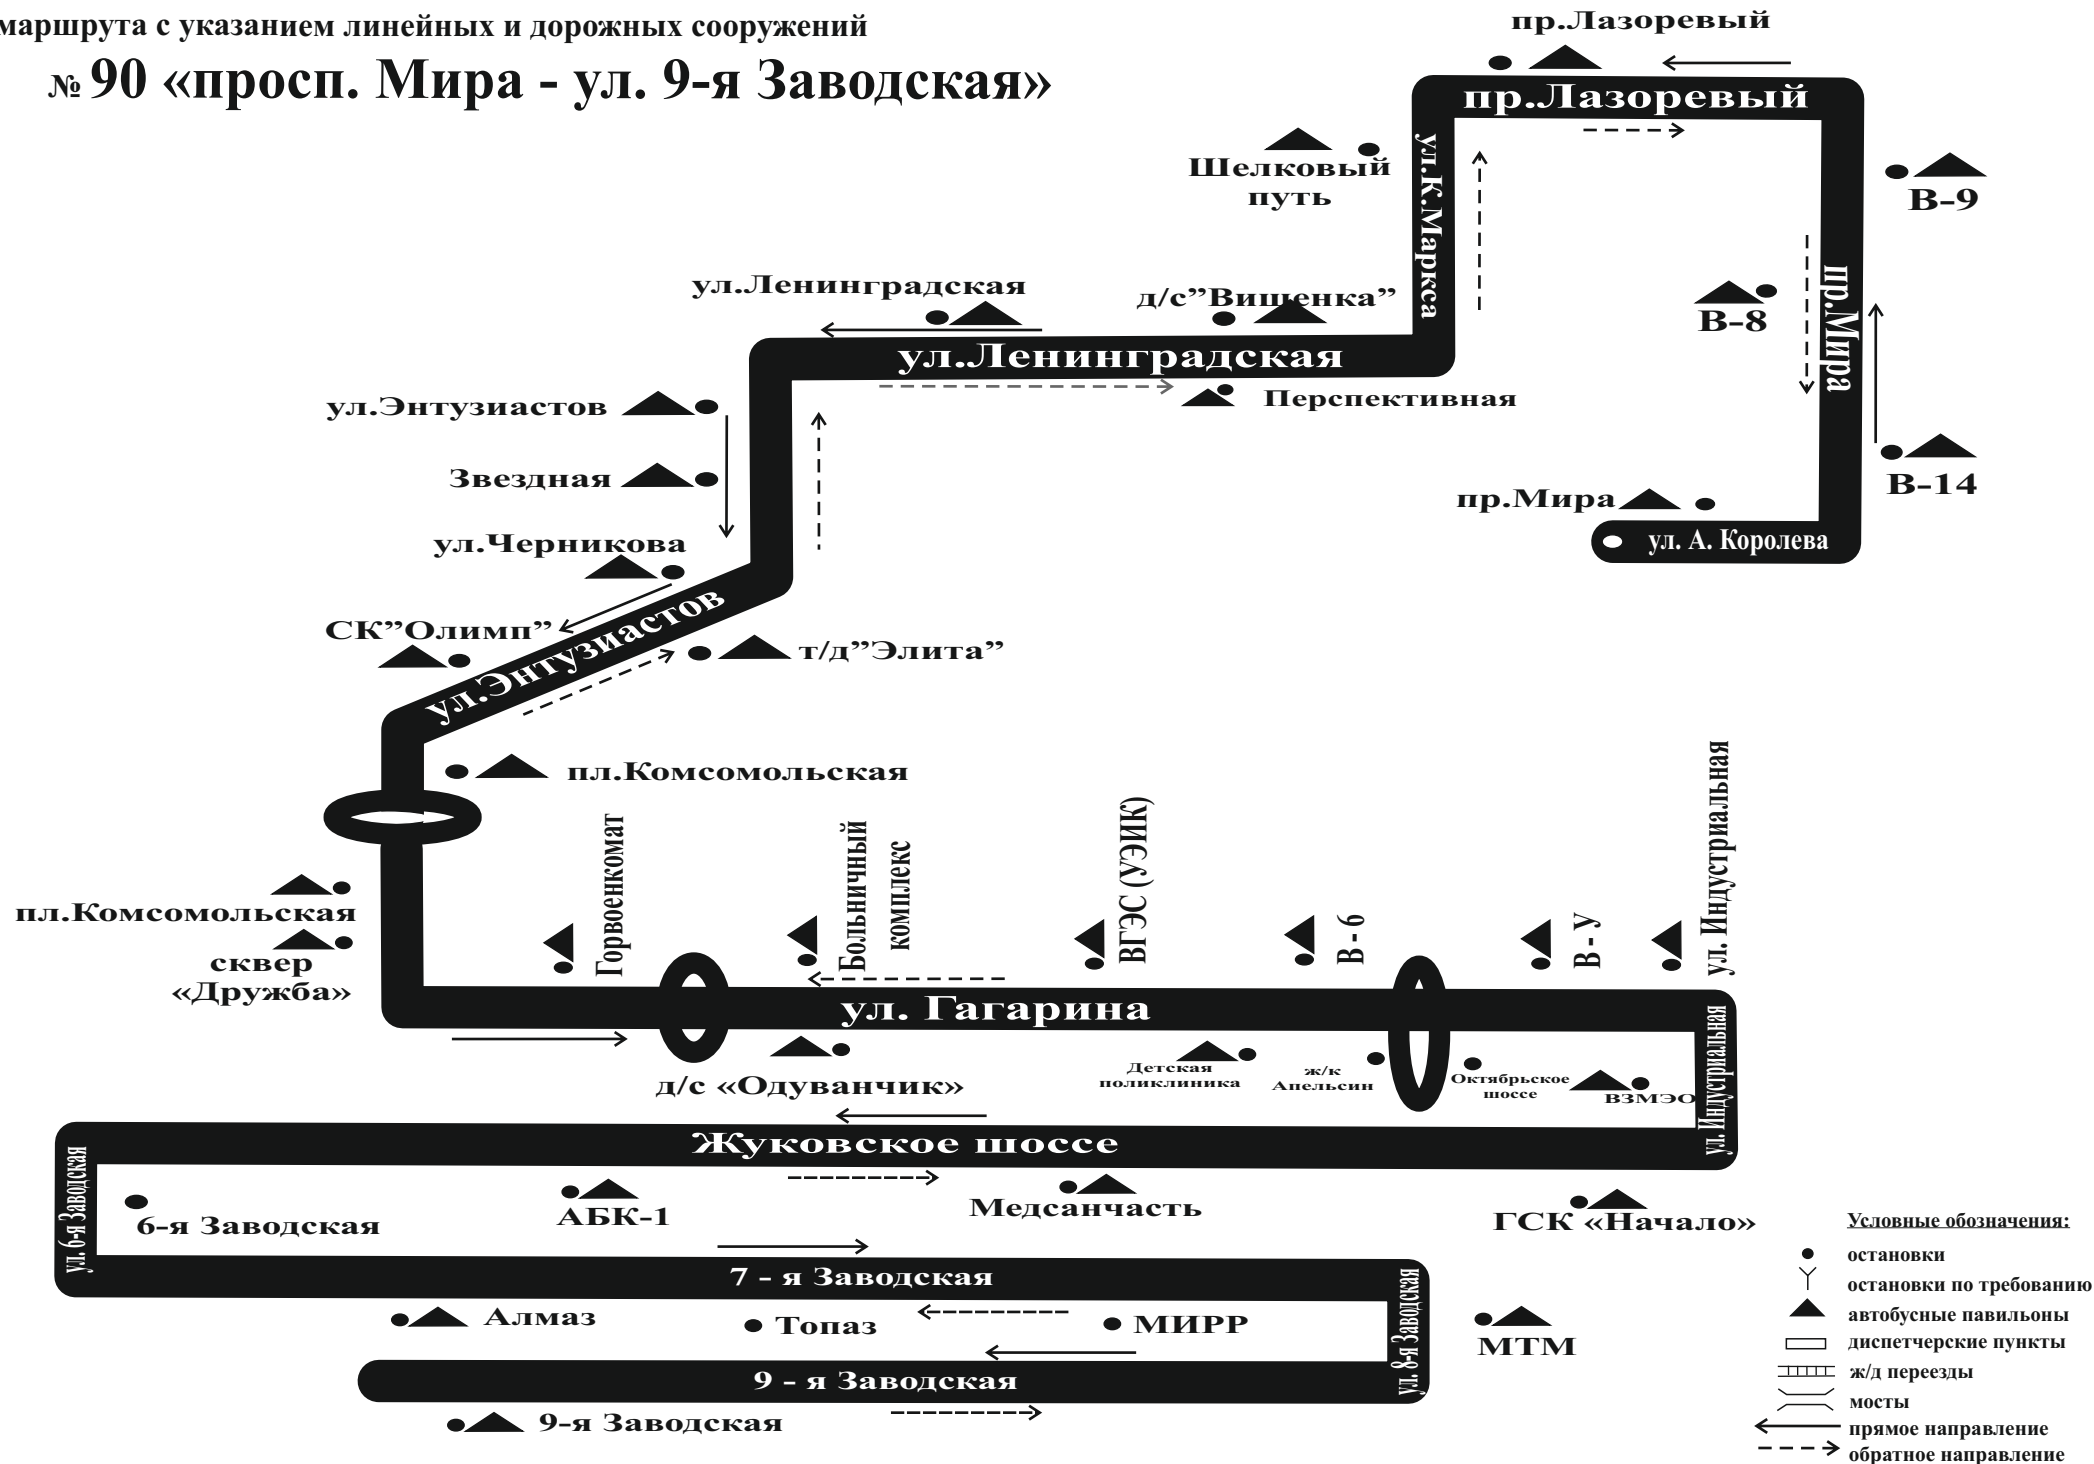 маршрута с указанием линейных и дорожных сооружений
№ 90 «просп. Мира - ул. 9-я Заводская»
пр.Лазоревый
пр.Лазоревый
Шелковый
путь
ул.К.Маркса
В-9
В-8
пр.Мира
В-14
пр.Мира
ул. А. Королева
ул.Ленинградская
д/с”Вишенка”
ул.Ленинградская
Перспективная
ул.Энтузиастов
Звездная
ул.Черникова
СК”Олимп”
ул.Энтузиастов
т/д”Элита”
пл.Комсомольская
пл.Комсомольская
сквер
«Дружба»
Горвоенкомат
Больничный
комплекс
ВГЭС (УЭИК)
В - 6
В - У
ул. Индустриальная
ул. Гагарина
ул. Индустриальная
д/с «Одуванчик»
Детская
поликлиника
ж/к
Апельсин
Октябрьское
шоссе
ВЗМЭО
Жуковское шоссе
ул. 6-я Заводская
6-я Заводская
АБК-1
Медсанчасть
ГСК «Начало»
7 - я Заводская
ул. 8-я Заводская
Алмаз
Топаз
МИРР
МТМ
9 - я Заводская
9-я Заводская
Условные обозначения:
остановки
остановки по требованию
автобусные павильоны
диспетчерские пункты
ж/д переезды
мосты
прямое направление
обратное направление